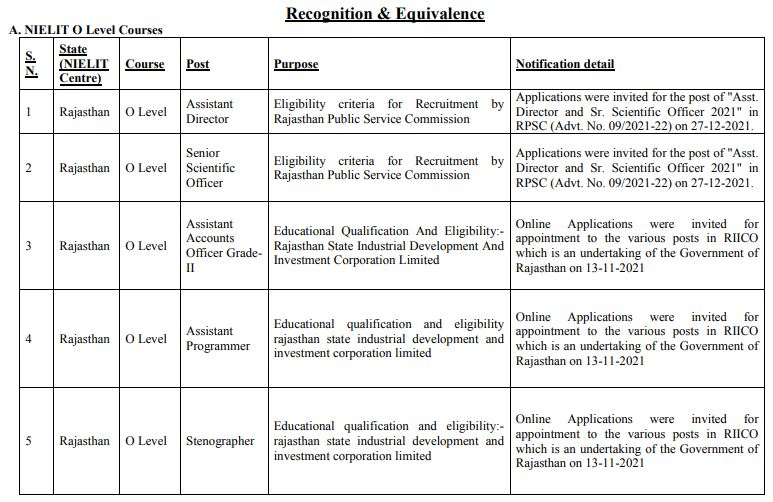 Recognition & Equivalence
A. NIELIT O Level Courses
S. N. State (NIELIT Centre) Course Post Purpose Notification detail
1 Rajasthan O Level Assistant Director Eligibility criteria for Recruitment by Rajasthan Public Service Commission Applications were invited for the post of "Asst. Director and Sr. Scientific Officer 2021" in RPSC (Advt. No. 09/2021-22) on 27-12-2021.
2 Rajasthan O Level Senior Scientific Officer Eligibility criteria for Recruitment by Rajasthan Public Service Commission Applications were invited for the post of "Asst. Director and Sr. Scientific Officer 2021" in RPSC (Advt. No. 09/2021-22) on 27-12-2021.
3 Rajasthan O Level Assistant Accounts Officer Grade-II Educational Qualification And Eligibility:- Rajasthan State Industrial Development And Investment Corporation Limited Online Applications were invited for appointment to the various posts in RIICO which is an undertaking of the Government of Rajasthan on 13-11-2021
4 Rajasthan O Level Assistant Programmer Educational qualification and eligibility rajasthan state industrial development and investment corporation limited Online Applications were invited for appointment to the various posts in RIICO which is an undertaking of the Government of Rajasthan on 13-11-2021
5 Rajasthan O Level Stenographer Educational qualification and eligibility:- rajasthan state industrial development and investment corporation limited Online Applications were invited for appointment to the various posts in RIICO which is an undertaking of the Government of Rajasthan on 13-11-2021